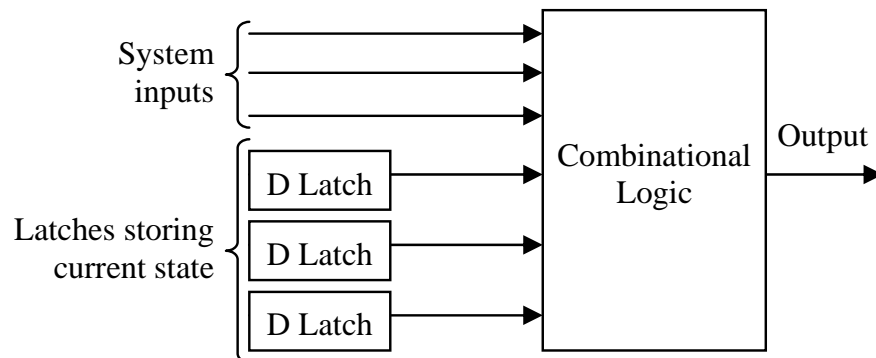 System
inputs
D Latch
D Latch
D Latch
Latches storing
current state
Combinational
Logic
Output